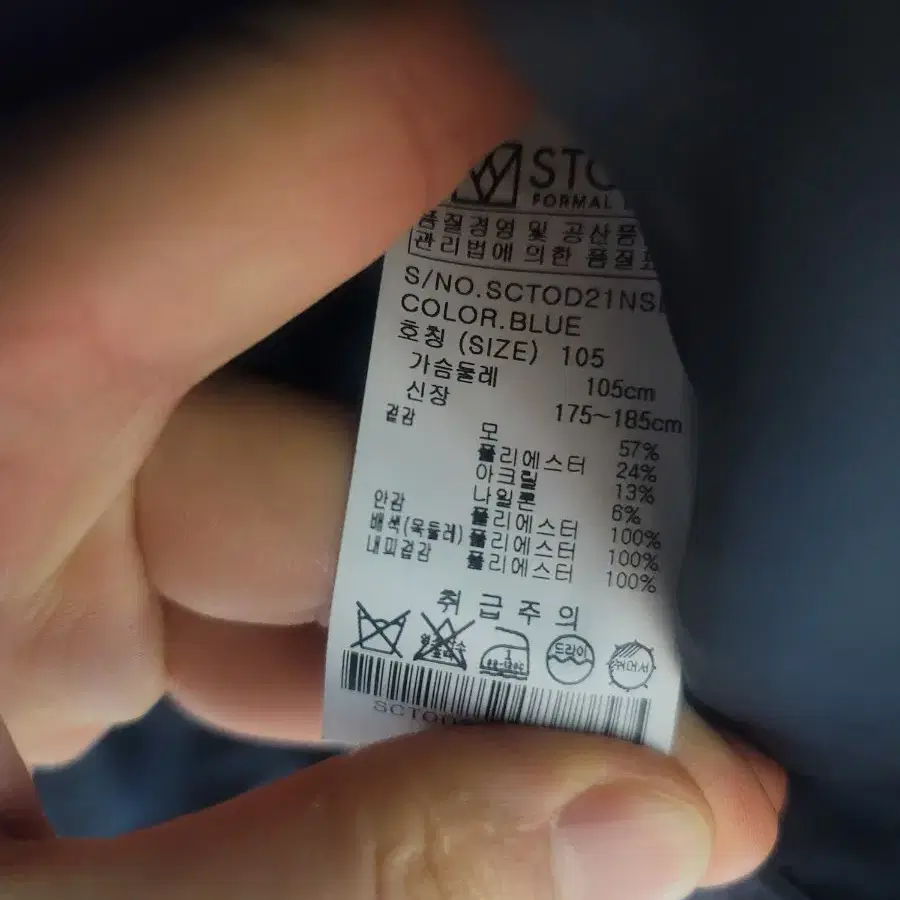 STC
FORMAL
품질경영 및 공산품
관리법에 의한 품질표
S/NO.SCTOD21NS
COLOR.BLUE
호칭 (SIZE) 105
가슴둘레 105cm
신장 175~185cm
겉감 모 57%
폴리에스터 24%
아크릴 13%
나일론 6%
안감 폴리에스터 100%
배색(목둘레) 폴리에스터 100%
내피겉감 폴리에스터 100%
취급주의
드라이
뉘어서